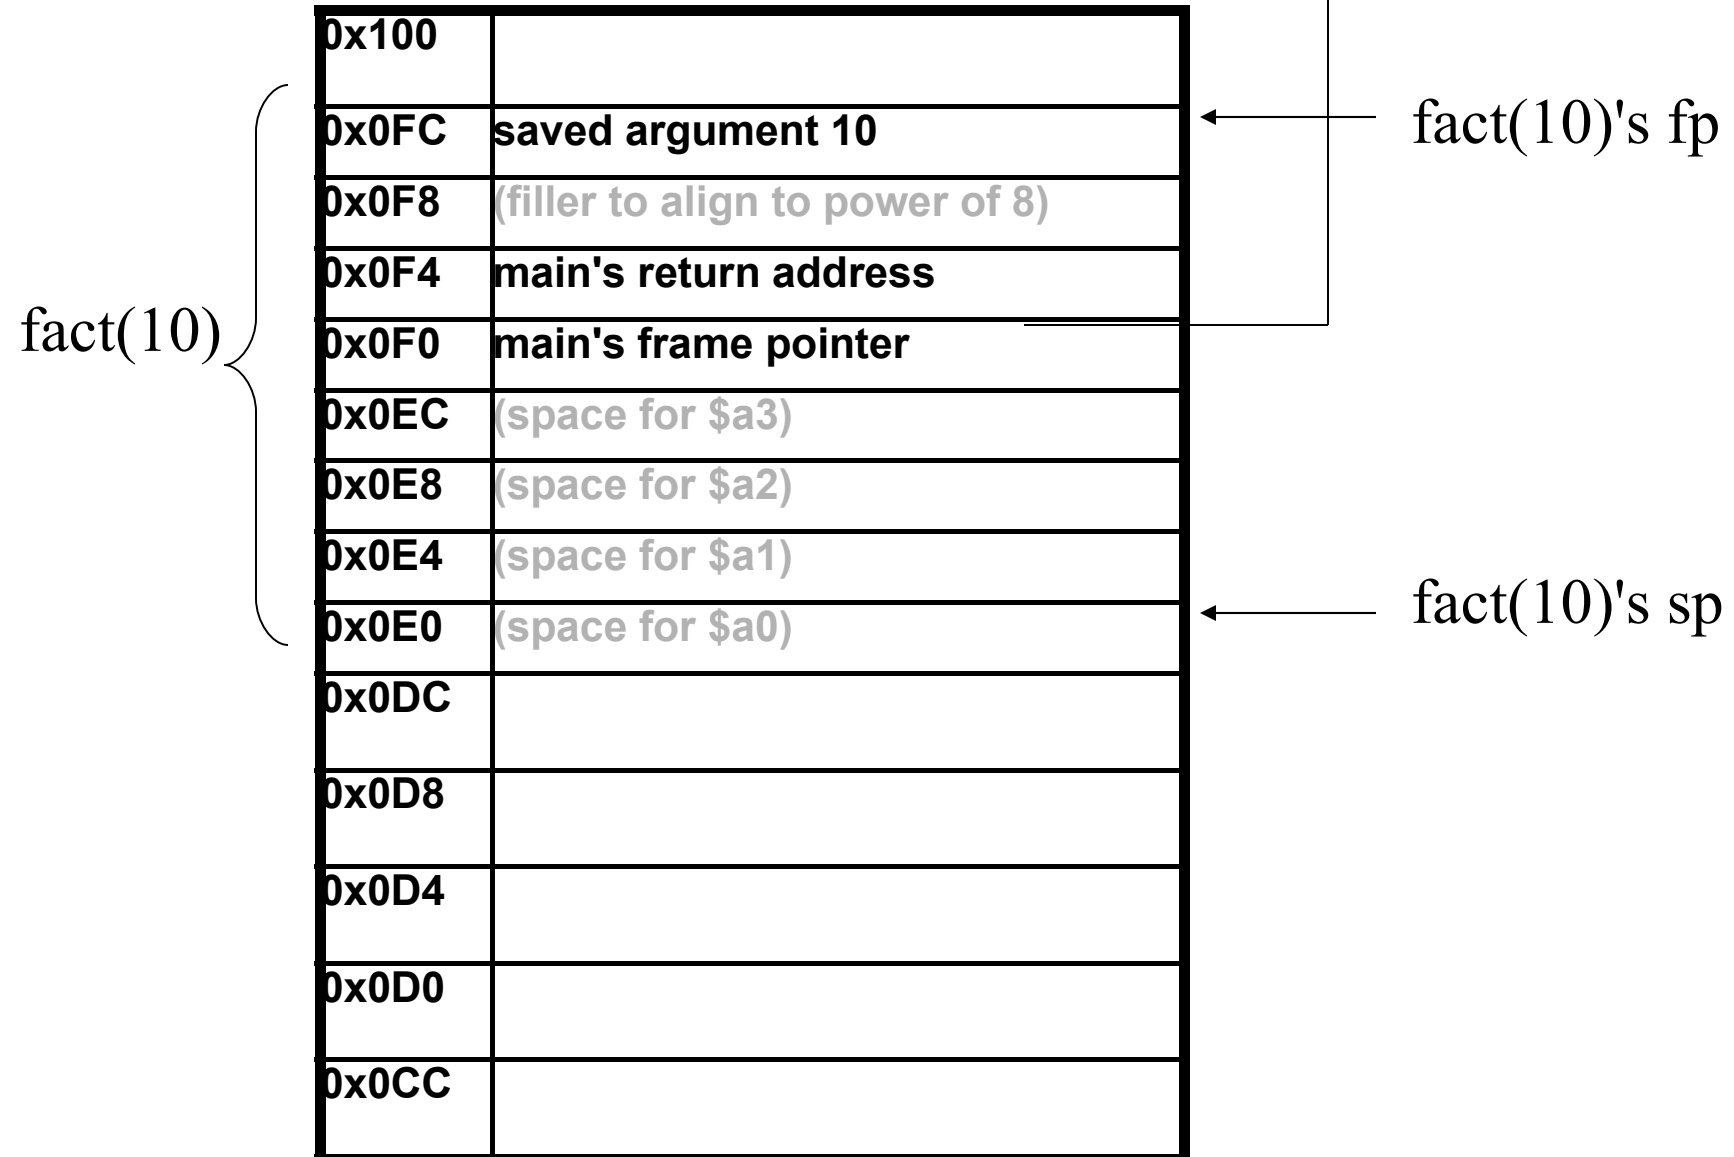 0x100
0x0FC saved argument 10
fact(10)'s fp
0x0F8 (filler to align to power of 8)
0x0F4 main's return address
fact(10)
0x0F0 main's frame pointer
0x0EC (space for $a3)
0x0E8 (space for $a2)
0x0E4 (space for $a1)
fact(10)'s sp
0x0E0 (space for $a0)
0x0DC
0x0D8
0x0D4
0x0D0
0x0CC